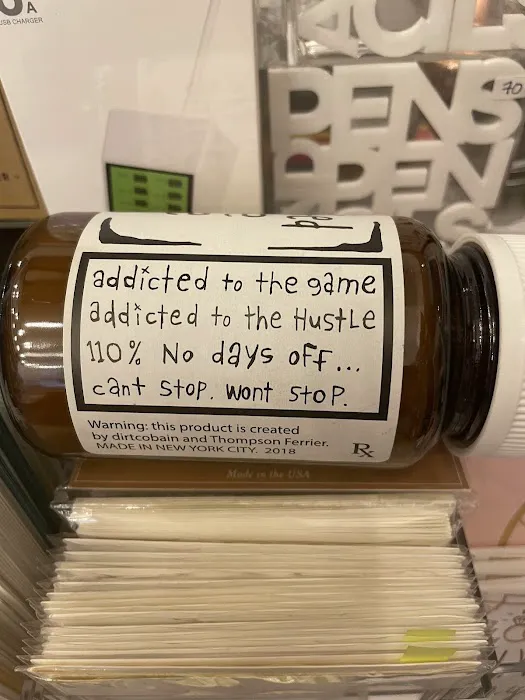 A
USB CHARGER
PENS
70
addicted to the game
addicted to the Hustle
110% No days off...
cant stop. wont stop.
Warning: this product is created
by dirtcobain and Thompson Ferrier.
MADE IN NEW YORK CITY. 2018
Rx
Made in the USA